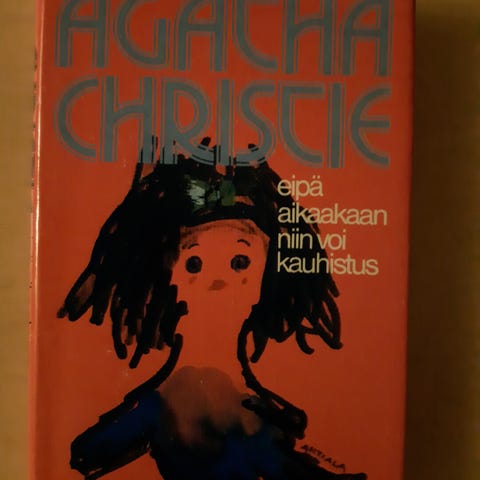 AGATHA
CHRISTIE
eipä
aikaakaan
niin voi
kauhistus